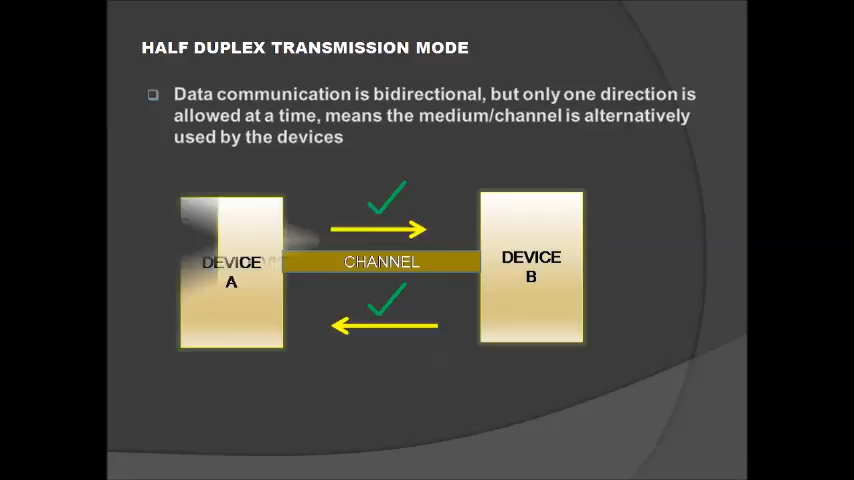 HALF DUPLEX TRANSMISSION MODE
Data communication is bidirectional, but only one direction is
allowed at a time, means the medium/channel is alternatively
used by the devices
DEVICE
A
CHANNEL
DEVICE
B